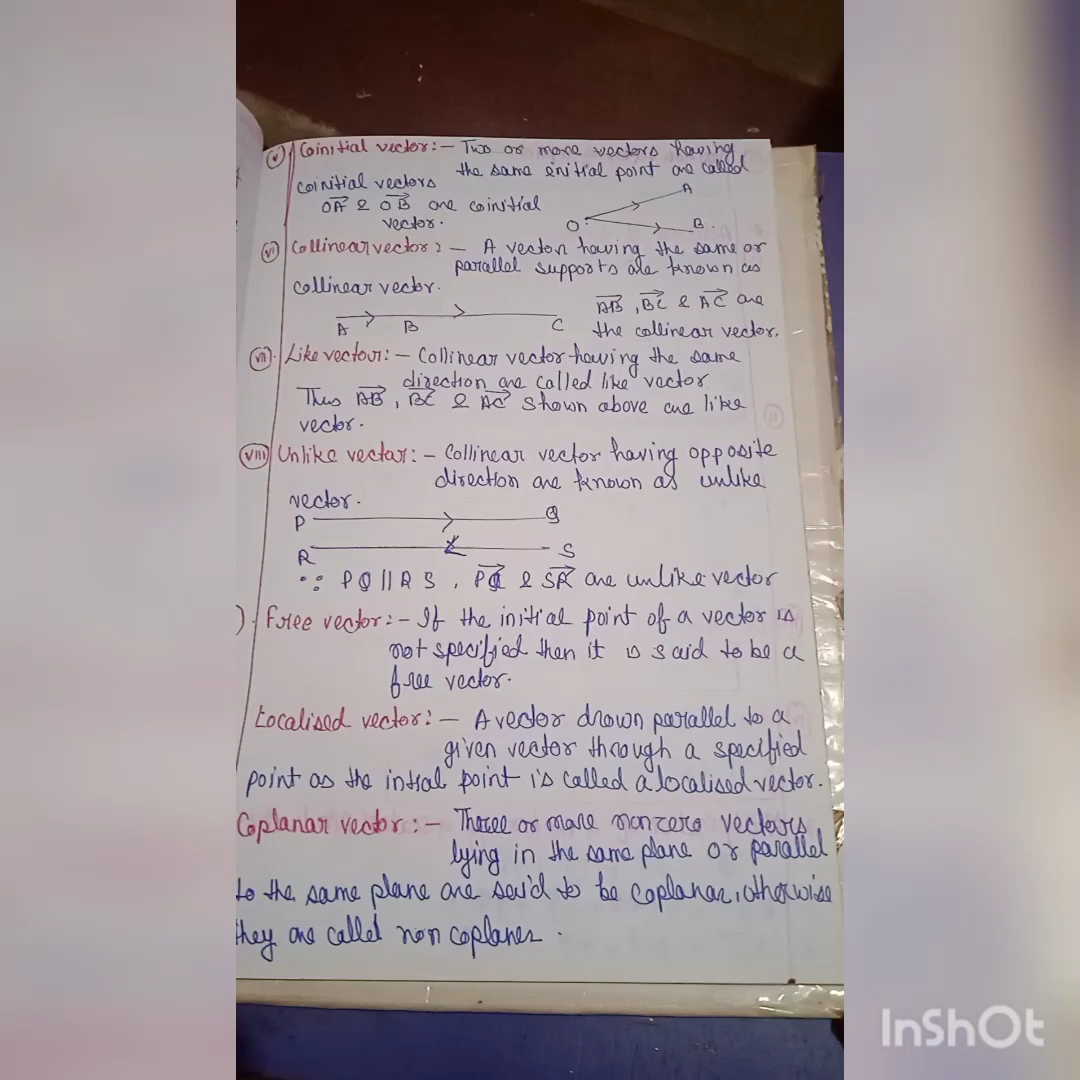 (v) Coinitial vector:- Two or more vectors having
the same initial point are called
coinitial vectors
OA & OB are coinitial
vector.
A
O
B.
(vi) Collinear vector:- A vector having the same or
parallel supports are known as
collinear vector.
A B C
AB, BC & AC are
the collinear vector.
(vii) Like vector:- Collinear vector having the same
direction are called like vector
Thus AB, BC & AC shown above are like
vector.
(viii) Unlike vector:- Collinear vector having opposite
direction are known as unlike
vector.
P Q
R S
∵ PQ || RS, PQ & SR are unlike vector
). Free vector:- If the initial point of a vector is
not specified then it is said to be a
free vector.
Localised vector:- A vector drown parallel to a
given vector through a specified
point as the intial point is called a localised vector.
Coplanar vector:- Three or more nonzero vectors
lying in the same plane or parallel
to the same plane are said to be coplanar, otherwise
they are called non coplaner.
InShOt